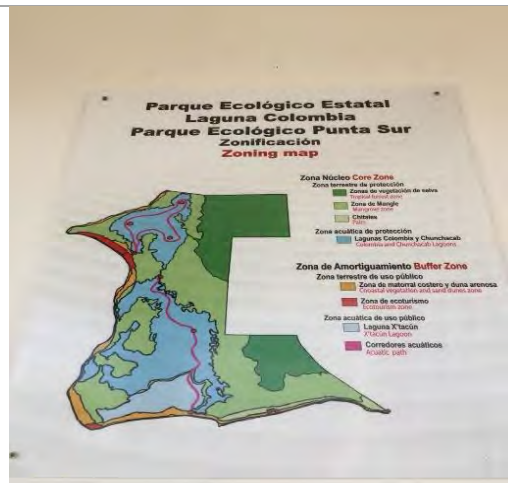 Parque Ecológico Estatal
Laguna Colombia
Parque Ecológico Punta Sur
Zonificación
Zoning map
Zona Núcleo Core Zone
Zona terrestre de protección
Zonas de vegetación de selva
Tropical forest zone
Zona de Mangle
Mangrove zone
Chiteles
Palm
Zona acuática de protección
Lagunas Colombia y Chunchacab
Colombia and Chunchacab Lagoons
Zona de Amortiguamiento Buffer Zone
Zona terrestre de uso público
Zona de matorral costero y duna arenosa
Coastal vegetation and sand dunes zone
Zona de ecoturismo
Ecotourism zone
Zona acuática de uso público
Laguna X'tacún
X'tacún Lagoon
Corredores acuáticos
Acuatic path